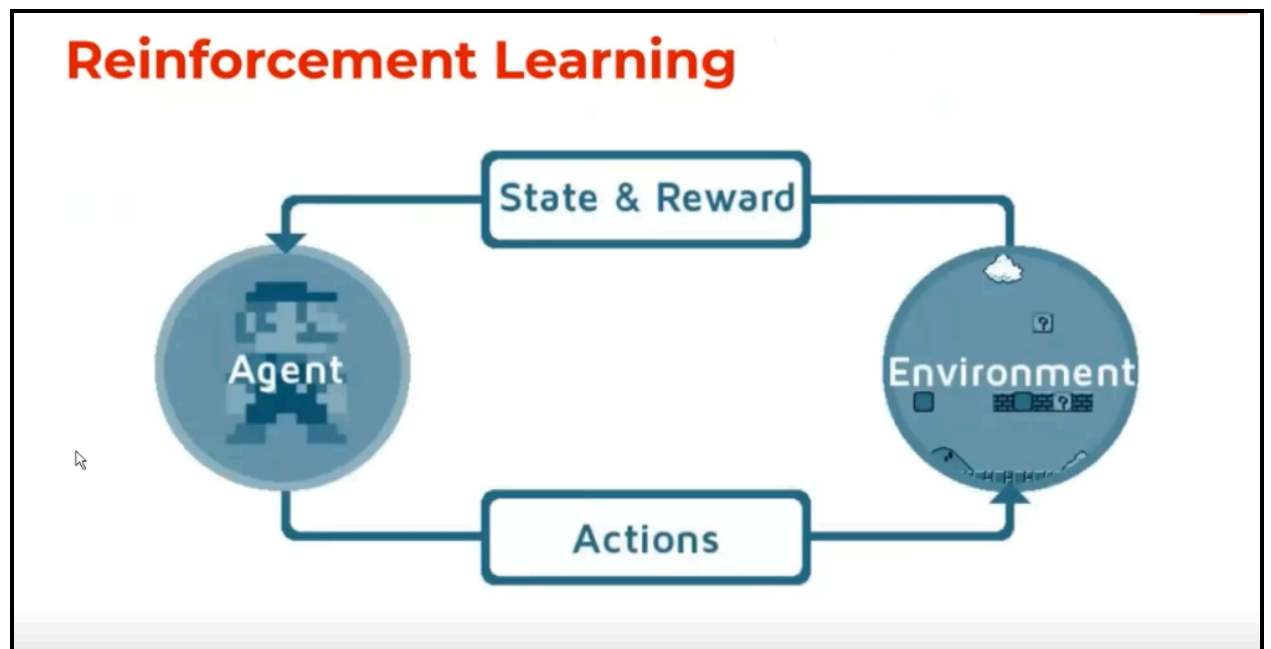 Reinforcement Learning
State & Reward
Agent
?
Environment
?
Actions